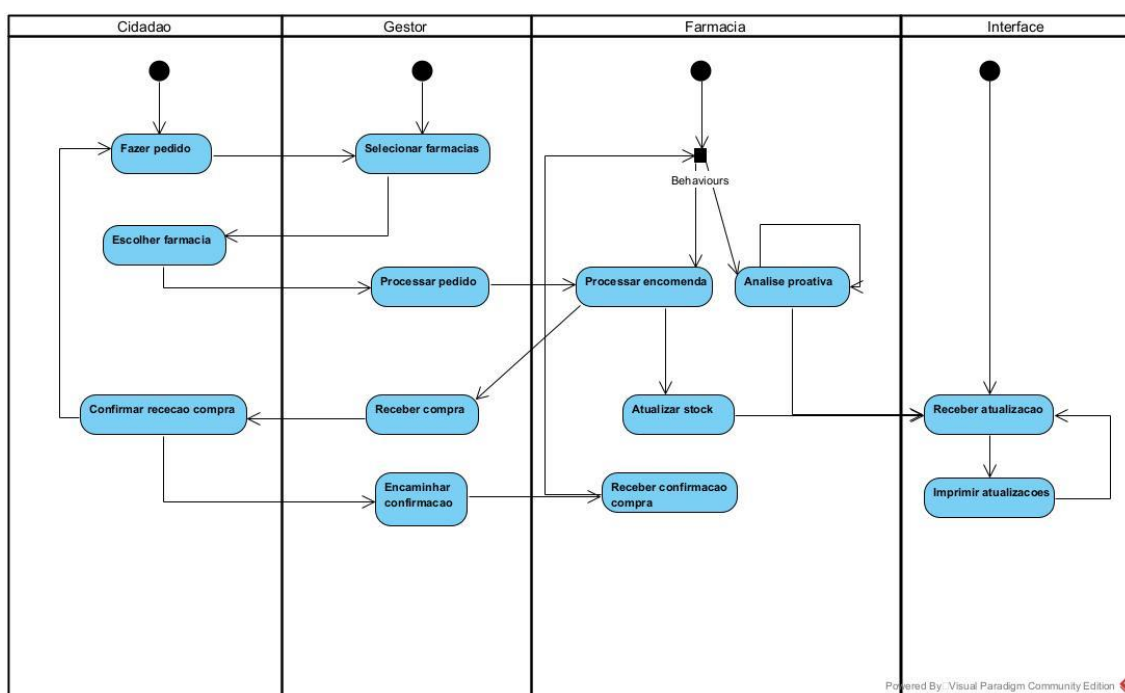 Cidadao
Gestor
Farmacia
Interface
Fazer pedido
Selecionar farmacias
Behaviours
Escolher farmacia
Processar pedido
Processar encomenda
Analise proativa
Confirmar rececao compra
Receber compra
Atualizar stock
Receber atualizacao
Encaminhar
confirmacao
Receber confirmacao
compra
Imprimir atualizacoes
Powered By Visual Paradigm Community Edition